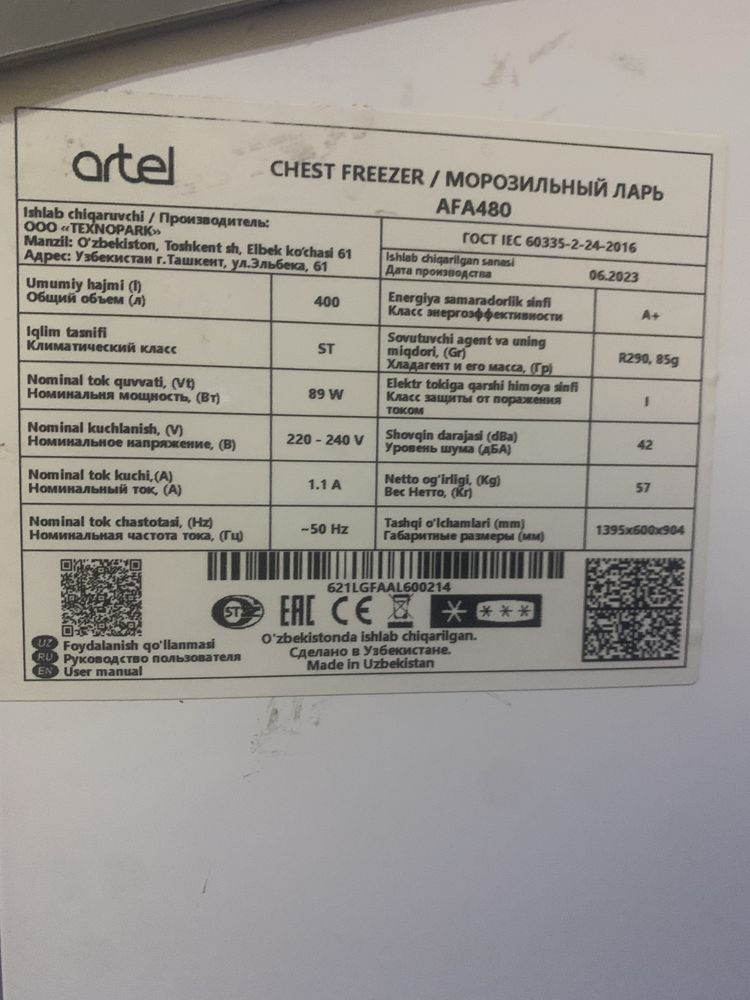 artel
CHEST FREEZER / МОРОЗИЛЬНЫЙ ЛАРЬ
AFA480
Ishlab chiqaruvchi / Производитель:
ООО «TEXNOPARK»
Manzil: O'zbekiston, Toshkent sh, Elbek ko'chasi 61
Адрес: Узбекистан г.Ташкент, ул.Эльбека, 61
ГОСТ IEC 60335-2-24-2016
Ishlab chiqarilgan sanasi
Дата производства
06.2023
Umumiy hajmi (l)
Общий объем (л)
400
Energiya samaradorlik sinfi
Класс энергоэффективности
A+
Iqlim tasnifi
Климатический класс
ST
Sovutuvchi agent va uning
miqdori, (Gr)
Хладагент и его масса, (Гр)
R290, 85g
Nominal tok quvvati, (Vt)
Номинальня мощность, (Вт)
89 W
Elektr tokiga qarshi himoya sinfi
Класс защиты от поражения
током
I
Nominal kuchlanish, (V)
Номинальное напряжение, (В)
220 - 240 V
Shovqin darajasi (dBa)
Уровень шума (дБА)
42
Nominal tok kuchi,(A)
Номинальный ток, (А)
1.1 A
Netto og'irligi, (Kg)
Вес Нетто, (Кг)
57
Nominal tok chastotasi, (Hz)
Номинальная частота тока, (Гц)
~50 Hz
Tashqi o'lchamlari (mm)
Габаритные размеры (мм)
1395x600x904
621LGFAAL600214
ST EAC CE
UZ Foydalanish qo'llanmasi
RU Руководство пользователя
EN User manual
O'zbekistonda ishlab chiqarilgan.
Сделано в Узбекистане.
Made in Uzbekistan